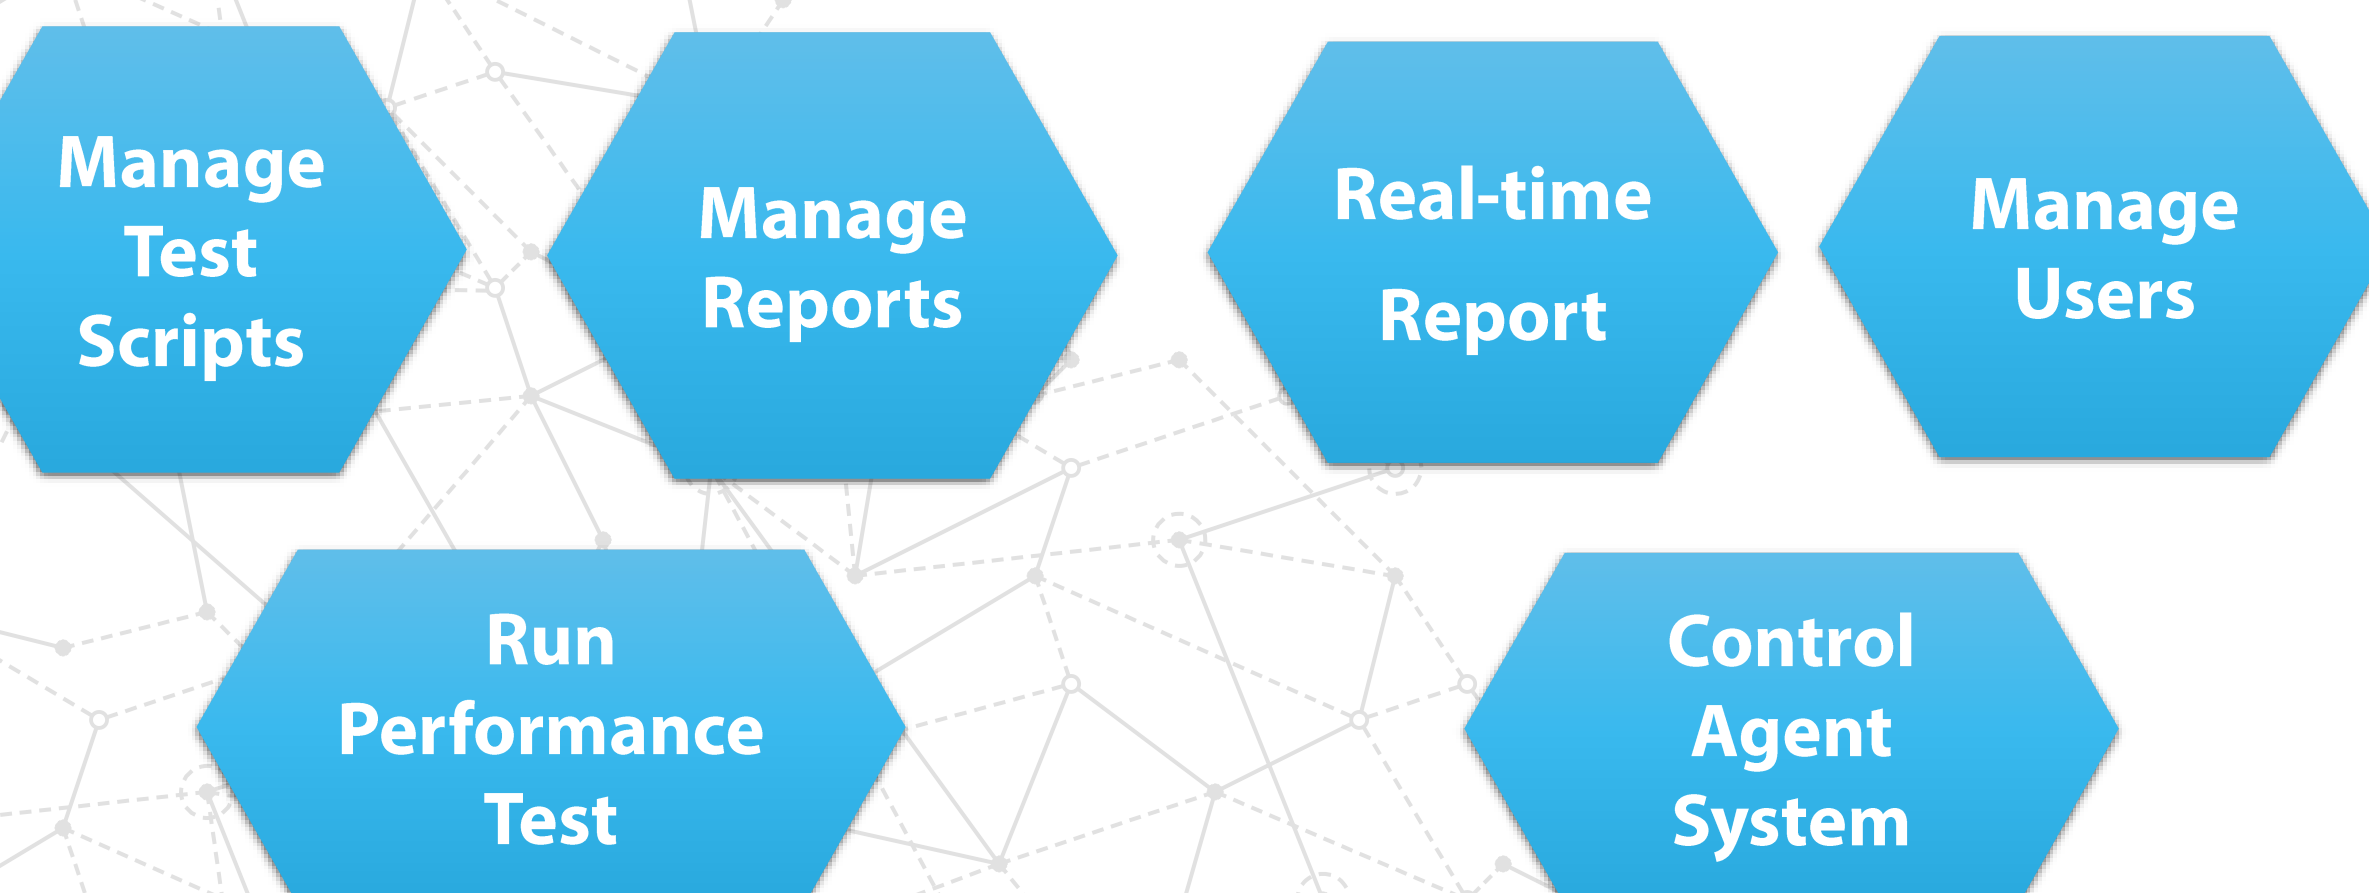 Manage
Test
Scripts
Manage
Reports
Real-time
Report
Manage
Users
Run
Performance
Test
Control
Agent
System